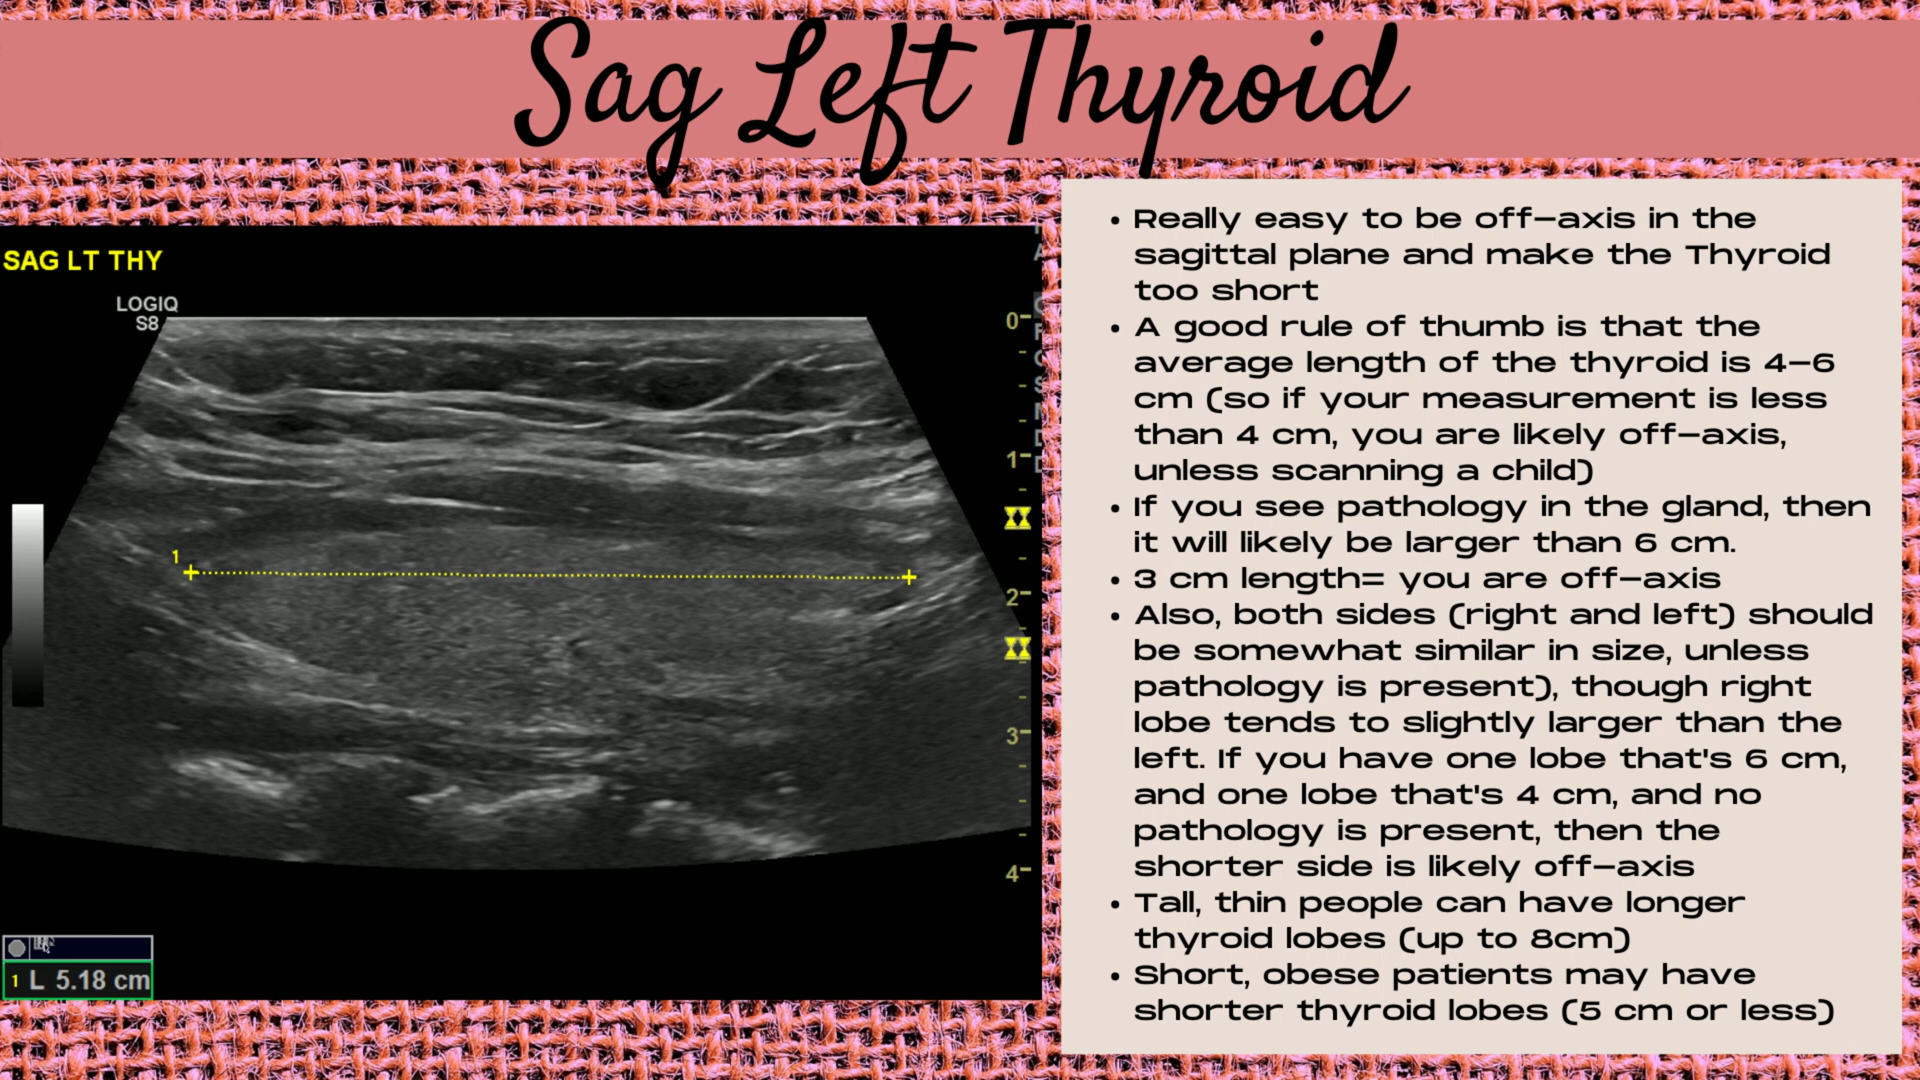 Sag Left Thyroid
SAG LT THY
LOGIQ
S8
0
1
1
2
3
4
1 L 5.18 cm
• Really easy to be off-axis in the
sagittal plane and make the Thyroid
too short
• A good rule of thumb is that the
average length of the thyroid is 4-6
cm (so if your measurement is less
than 4 cm, you are likely off-axis,
unless scanning a child)
• If you see pathology in the gland, then
it will likely be larger than 6 cm.
• 3 cm length= you are off-axis
• Also, both sides (right and left) should
be somewhat similar in size, unless
pathology is present), though right
lobe tends to slightly larger than the
left. If you have one lobe that's 6 cm,
and one lobe that's 4 cm, and no
pathology is present, then the
shorter side is likely off-axis
• Tall, thin people can have longer
thyroid lobes (up to 8cm)
• Short, obese patients may have
shorter thyroid lobes (5 cm or less)